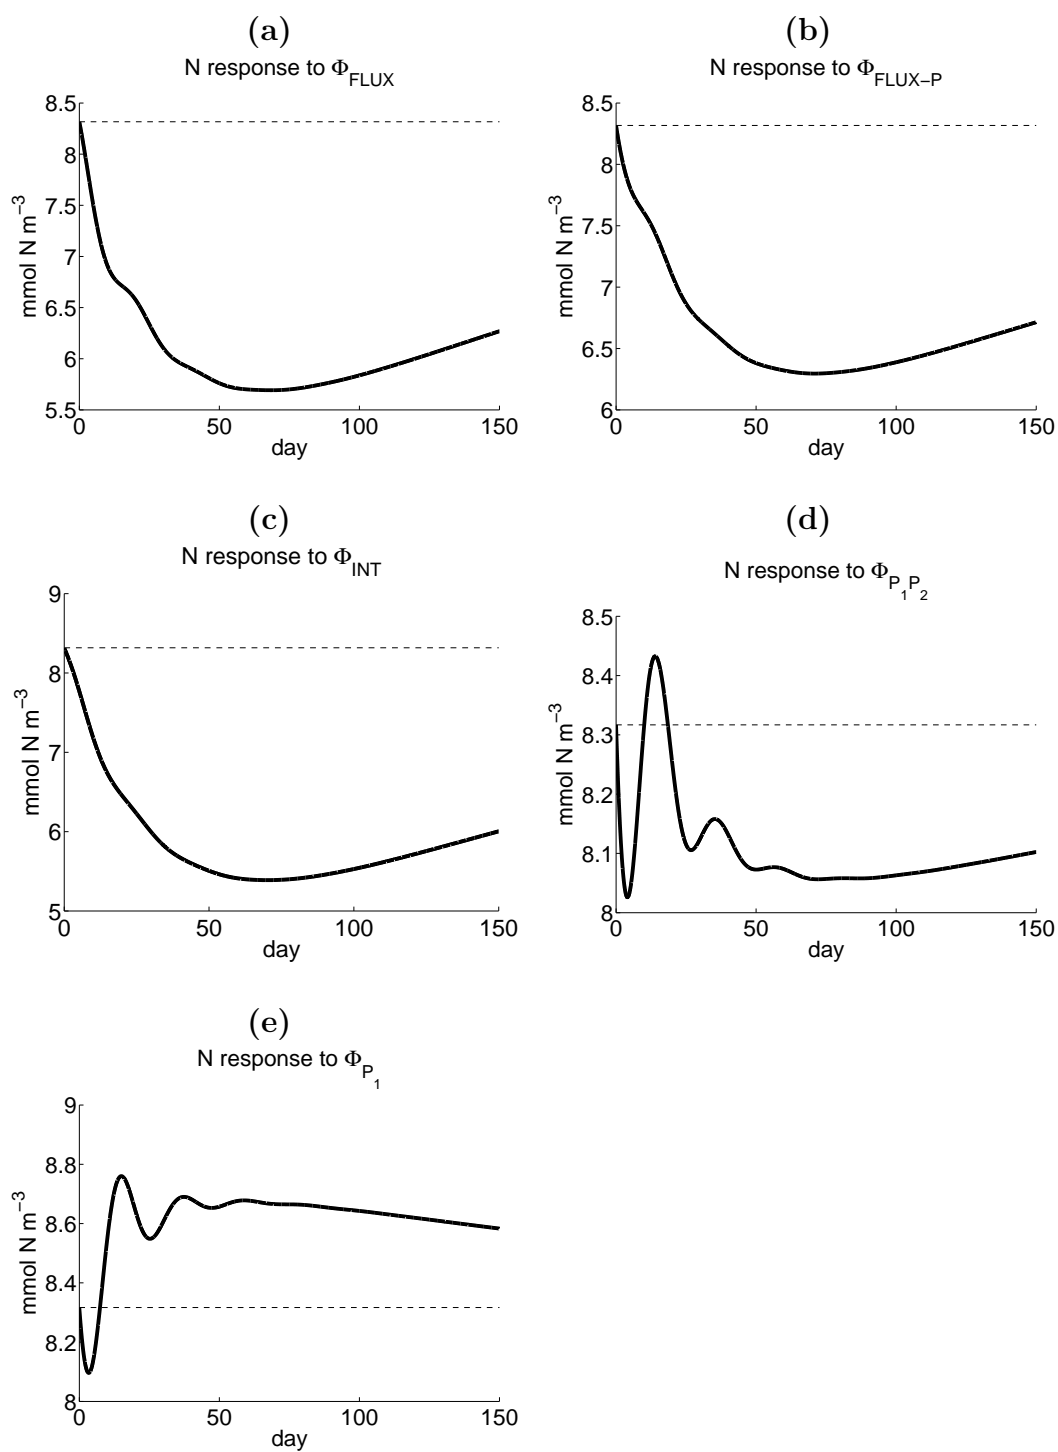 (a)
N response to Φ_FLUX
8.5
8
7.5
7
6.5
6
5.5
mmol N m⁻³
0 50 100 150
day
(b)
N response to Φ_FLUX−P
8.5
8
7.5
7
6.5
6
mmol N m⁻³
0 50 100 150
day
(c)
N response to Φ_INT
9
8
7
6
5
mmol N m⁻³
0 50 100 150
day
(d)
N response to Φ_P₁P₂
8.5
8.4
8.3
8.2
8.1
8
mmol N m⁻³
0 50 100 150
day
(e)
N response to Φ_P₁
9
8.8
8.6
8.4
8.2
8
mmol N m⁻³
0 50 100 150
day